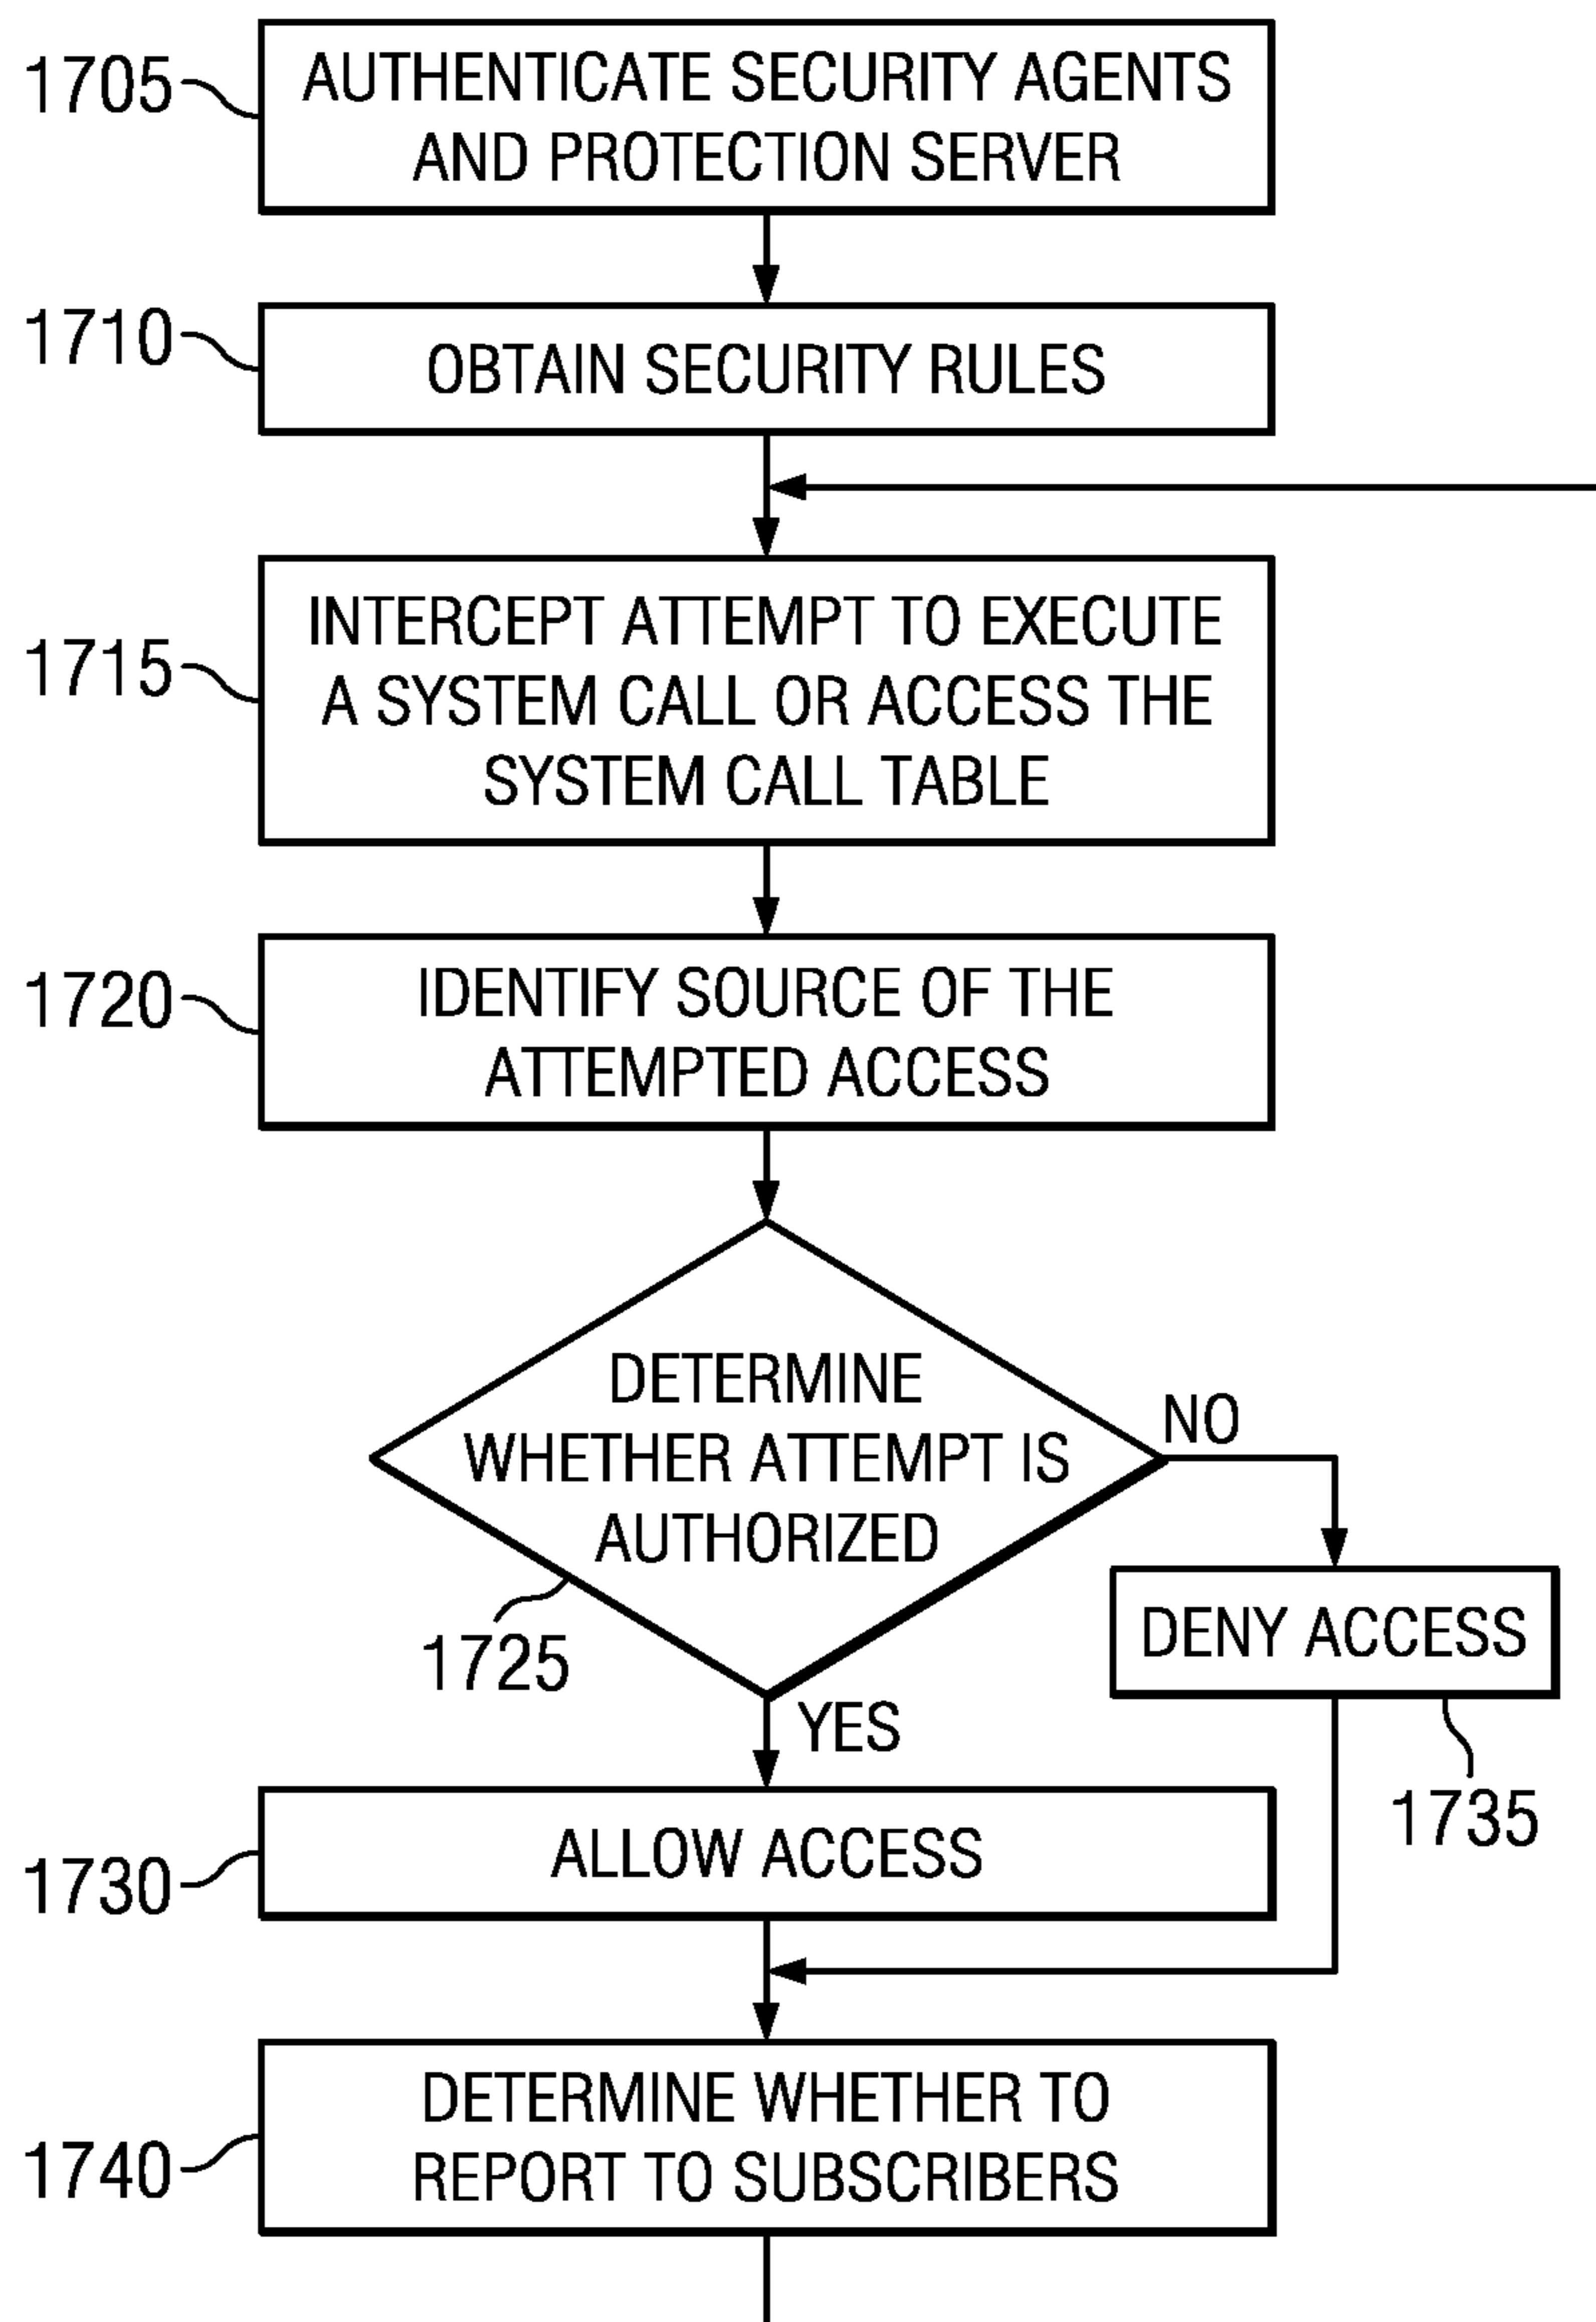 1705
AUTHENTICATE SECURITY AGENTS
AND PROTECTION SERVER
1710
OBTAIN SECURITY RULES
1715
INTERCEPT ATTEMPT TO EXECUTE
A SYSTEM CALL OR ACCESS THE
SYSTEM CALL TABLE
1720
IDENTIFY SOURCE OF THE
ATTEMPTED ACCESS
DETERMINE
WHETHER ATTEMPT IS
AUTHORIZED
NO
1725
DENY ACCESS
YES
1735
1730
ALLOW ACCESS
1740
DETERMINE WHETHER TO
REPORT TO SUBSCRIBERS